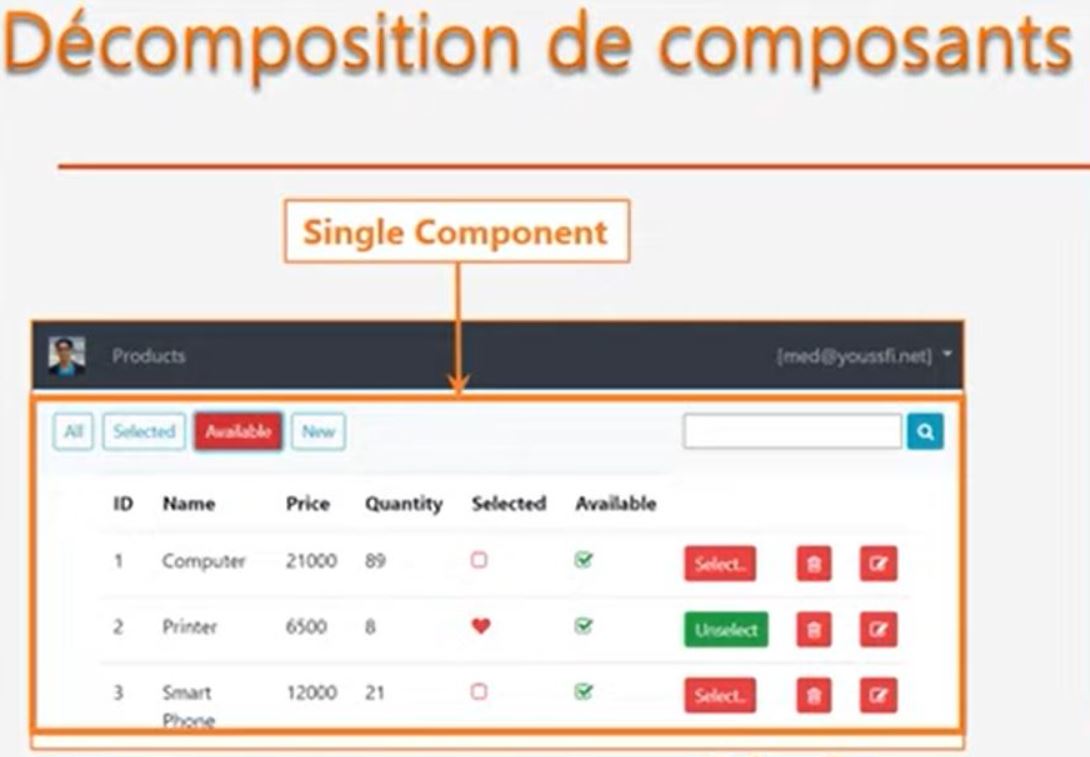 Décomposition de composants
Single Component
Products [med@youssfi.net]
All Selected Available New
ID Name Price Quantity Selected Available
1 Computer 21000 89 Select..
2 Printer 6500 8 Unselect
3 Smart Phone 12000 21 Select..